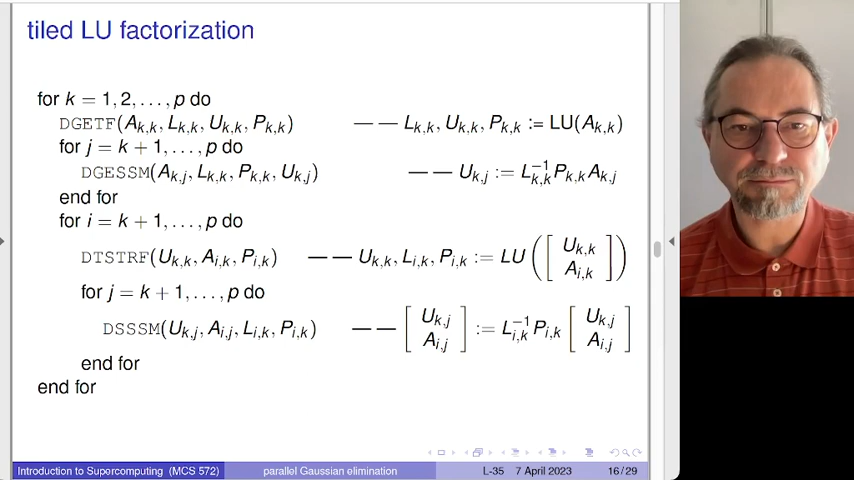 tiled LU factorization
for k = 1, 2, . . . , p do
DGETF(A_{k,k}, L_{k,k}, U_{k,k}, P_{k,k}) — — L_{k,k}, U_{k,k}, P_{k,k} := LU(A_{k,k})
for j = k + 1, . . . , p do
DGESSM(A_{k,j}, L_{k,k}, P_{k,k}, U_{k,j}) — — U_{k,j} := L_{k,k}^{-1} P_{k,k} A_{k,j}
end for
for i = k + 1, . . . , p do
DTSTRF(U_{k,k}, A_{i,k}, P_{i,k}) — — U_{k,k}, L_{i,k}, P_{i,k} := LU ( [ U_{k,k} A_{i,k} ] )
for j = k + 1, . . . , p do
DSSSM(U_{k,j}, A_{i,j}, L_{i,k}, P_{i,k}) — — [ U_{k,j} A_{i,j} ] := L_{i,k}^{-1} P_{i,k} [ U_{k,j} A_{i,j} ]
end for
end for
Introduction to Supercomputing (MCS 572) parallel Gaussian elimination L-35 7 April 2023 16 / 29